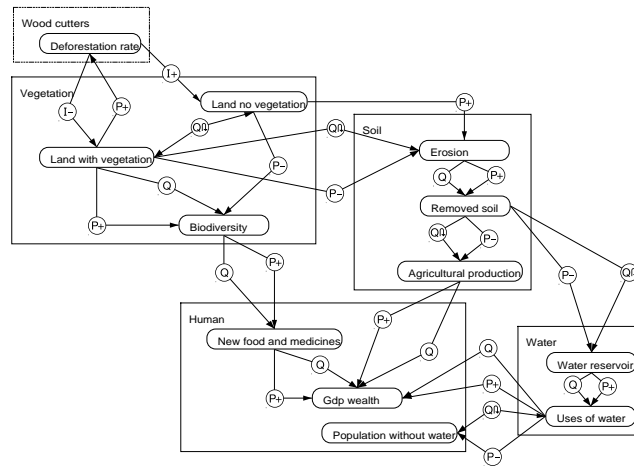 Wood cutters
Deforestation rate
I+
Land no vegetation
P+
Vegetation
I-
P+
Q
Soil
Q
Land with vegetation
P-
Erosion
Q
P-
Q
P+
P+
Removed soil
Biodiversity
Q
P-
Q
P+
Agricultural production
P-
Q
Human
P+
Q
Water
New food and medicines
Q
Q
P+
Water reservoir
Q
P+
P+
Gdp wealth
Q
Uses of water
Population without water
P-